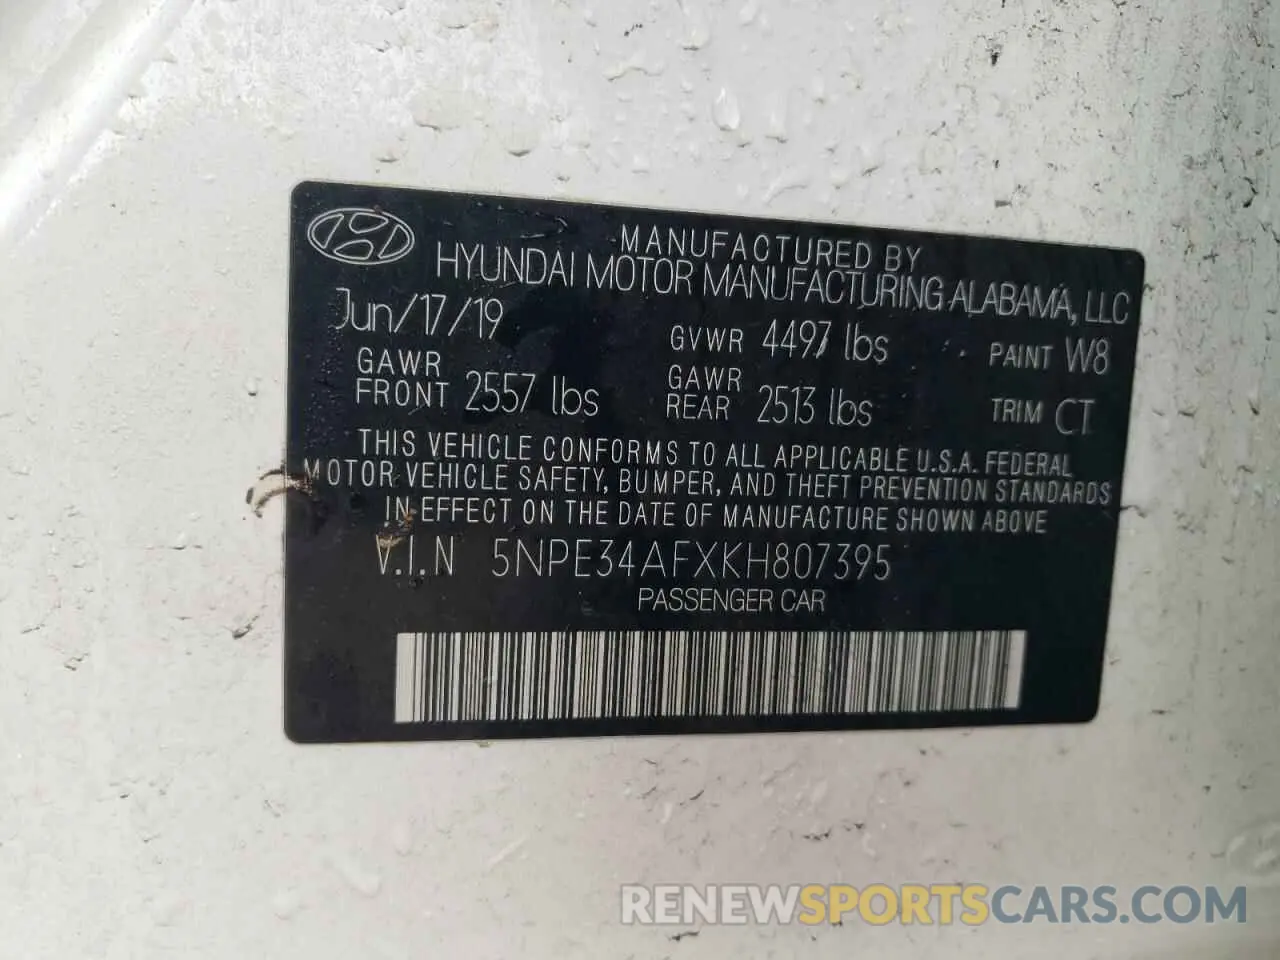 MANUFACTURED BY
HYUNDAI MOTOR MANUFACTURING ALABAMA, LLC
Jun/17/19
GVWR 4497 lbs
PAINT W8
GAWR FRONT 2557 lbs
GAWR REAR 2513 lbs
TRIM CT
THIS VEHICLE CONFORMS TO ALL APPLICABLE U.S.A. FEDERAL
MOTOR VEHICLE SAFETY, BUMPER, AND THEFT PREVENTION STANDARDS
IN EFFECT ON THE DATE OF MANUFACTURE SHOWN ABOVE
V.I.N 5NPE34AFXKH807395
PASSENGER CAR
RENEWSPORTSCARS.COM